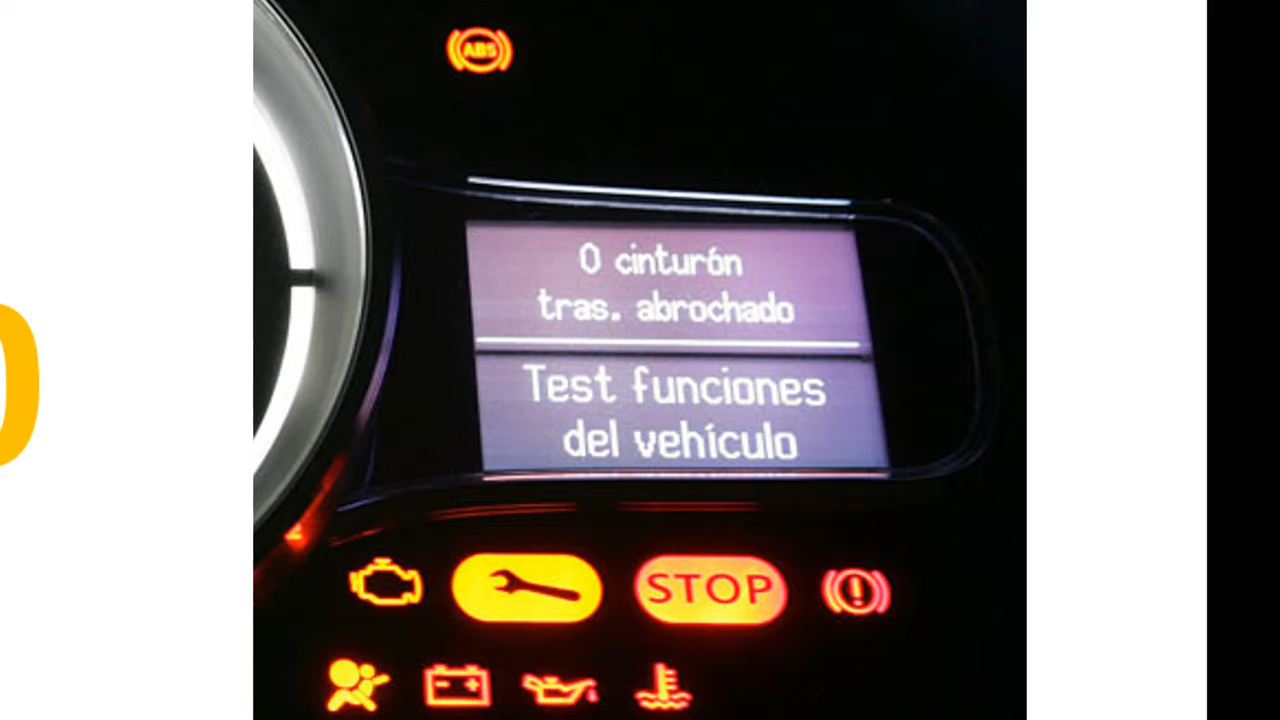 ABS
0 cinturón
tras. abrochado
Test funciones
del vehículo
STOP